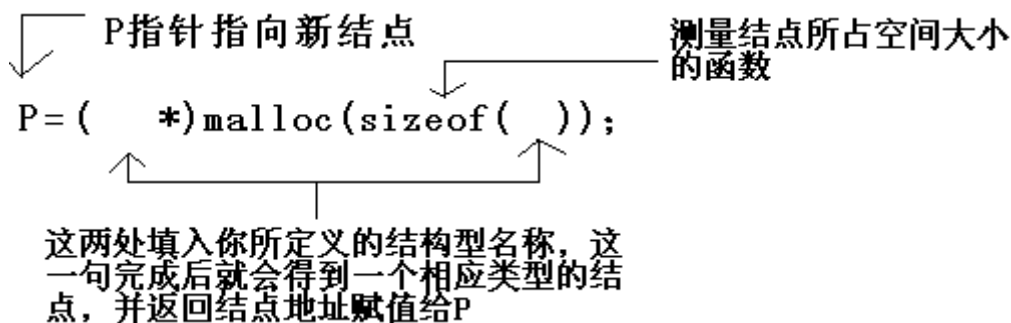 P指针指向新结点
测量结点所占空间大小
的函数
P=(   *)malloc(sizeof(  ));
这两处填入你所定义的结构型名称，这
一句完成后就会得到一个相应类型的结
点，并返回结点地址赋值给P